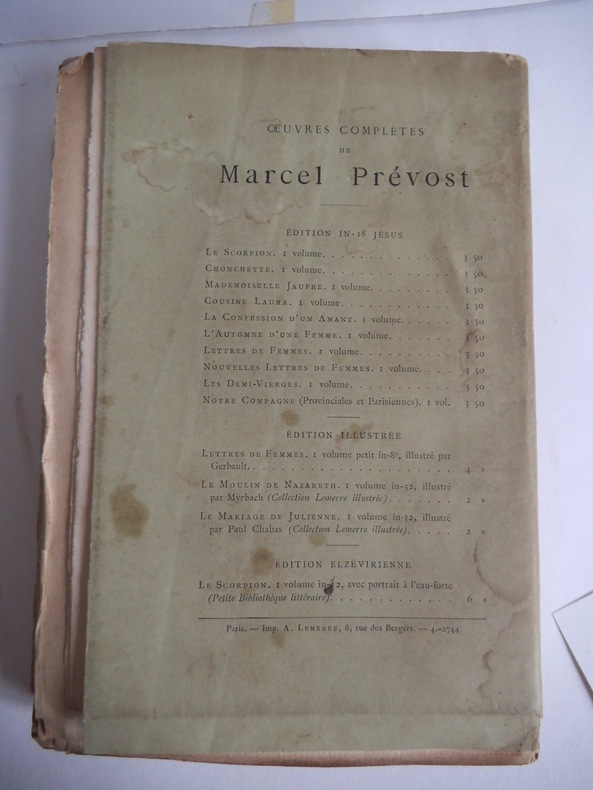 ŒUVRES COMPLÈTES
DE
Marcel Prévost
ÉDITION IN-18 JÉSUS
LE SCORPION. 1 volume. . . . . . . . . . . . . . . 3 50
CHONCHETTE. 1 volume. . . . . . . . . . . . . . . 3 50
MADEMOISELLE JAUFRE. 1 volume. . . . . . . . . . 3 50
COUSINE LAURA. 1 volume. . . . . . . . . . . . . 3 50
LA CONFESSION D'UN AMANT. 1 volume. . . . . . . 3 50
L'AUTOMNE D'UNE FEMME. 1 volume. . . . . . . . 3 50
LETTRES DE FEMMES. 1 volume. . . . . . . . . . . 3 50
NOUVELLES LETTRES DE FEMMES. 1 volume. . . . . 3 50
LES DEMI-VIERGES. 1 volume. . . . . . . . . . . . 3 50
NOTRE COMPAGNE (Provinciales et Parisiennes). 1 vol. 3 50
ÉDITION ILLUSTRÉE
LETTRES DE FEMMES. 1 volume petit in-8º, illustré par
Gerbault. . . . . . . . . . . . . . . . . . . . . . 4 »
LE MOULIN DE NAZARETH. 1 volume in-32, illustré
par Myrbach (Collection Lemerre illustrée). . . . . . . 2 »
LE MARIAGE DE JULIENNE. 1 volume in-32, illustré
par Paul Chabas (Collection Lemerre illustrée). . . . . 2 »
ÉDITION ELZÉVIRIENNE
LE SCORPION. 1 volume in-12, avec portrait à l'eau-forte
(Petite Bibliothèque littéraire). . . . . . . . . . . . . 6 »
Paris. — Imp. A. LEMERRE, 6, rue des Bergers. — 4.-2744